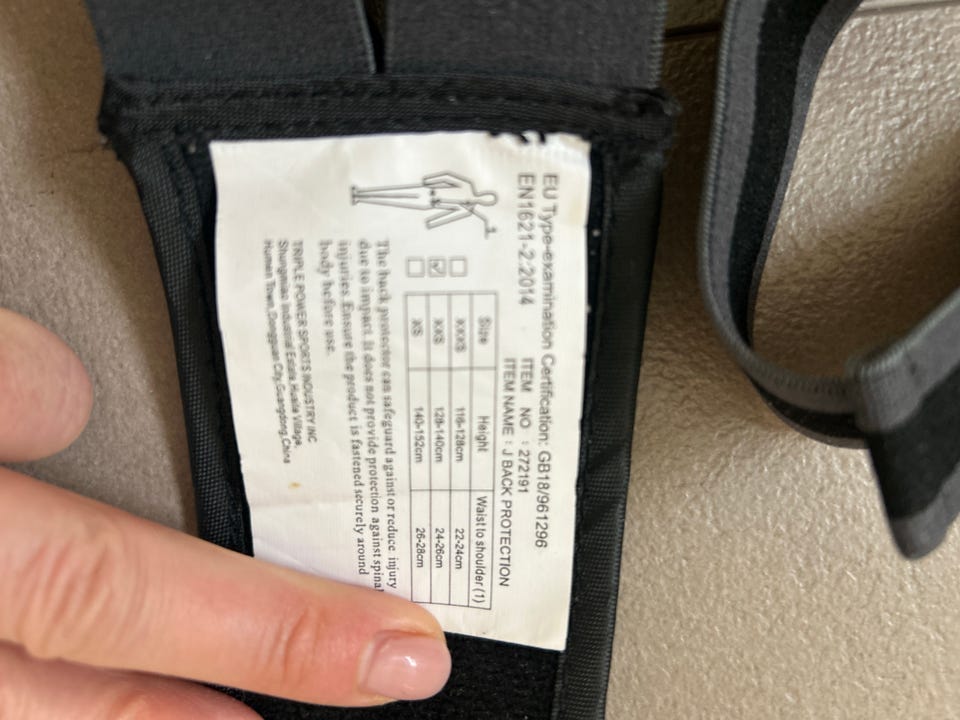 EU Type-examination Certification: GB18/961296
EN1621-2:2014
ITEM NO : 272191
ITEM NAME : J BACK PROTECTION
Size Height Waist to shoulder (1)
XXXS 116-128cm 22-24cm
XXS 128-140cm 24-26cm
XS 140-152cm 26-28cm
The back protector can safeguard against or reduce injury
due to impact. It does not provide protection against spinal
injuries. Ensure the product is fastened securely around
body before use.
TRIPLE POWER SPORTS INDUSTRY INC.
Industrial Estate, Village,
Humen Town, Dongguan City, Guangdong, China